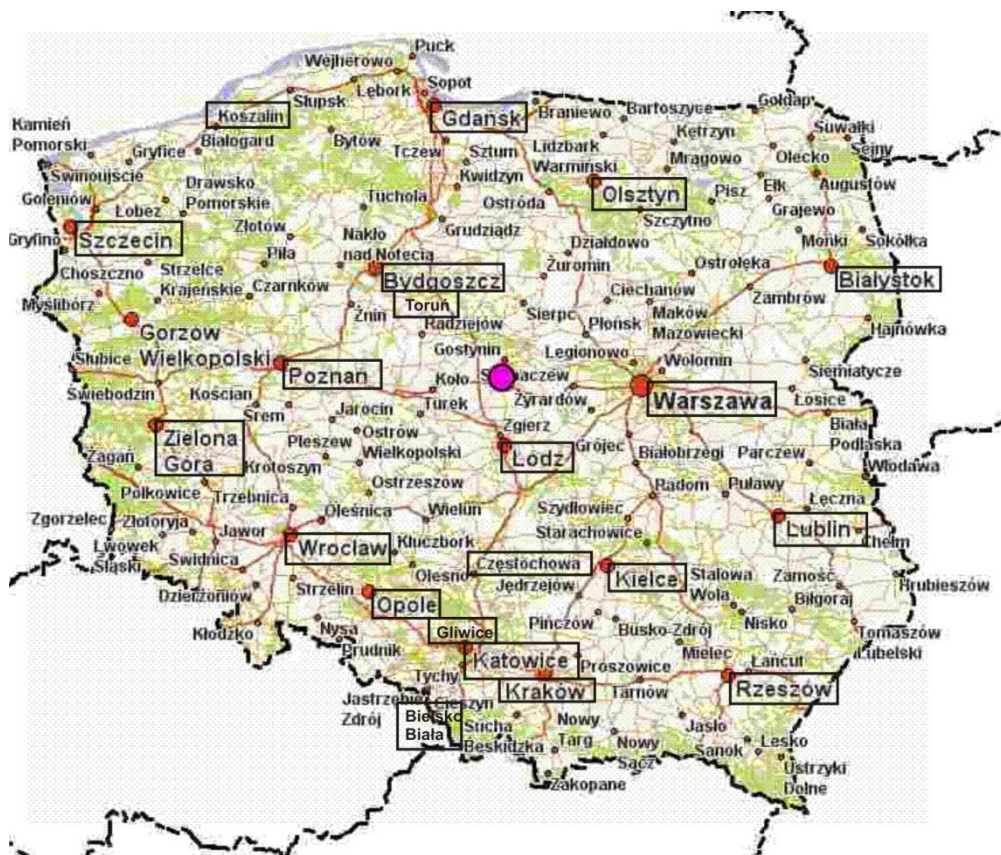 Puck
Wejherowo
Sopot
Lębork
Słupsk
Koszalin
Gdańsk
Braniewo
Bartoszyce
Gołdap
Kamień
Pomorski
Gryfice
Białogard
Bytów
Tczew
Sztum
Lidzbark
Warmiński
Kętrzyn
Mrągowo
Olecko
Suwałki
Sejny
Świnoujście
Goleniów
Łobez
Drawsko
Pomorskie
Tuchola
Kwidzyn
Ostróda
Olsztyn
Szczytno
Pisz
Ełk
Augustów
Grajewo
Gryfino
Szczecin
Złotów
Nakło
nad Notecią
Grudziądz
Działdowo
Mońki
Sokółka
Choszczno
Strzelce
Krajeńskie
Piła
Czarnków
Bydgoszcz
Toruń
Żuromin
Ostrołęka
Białystok
Zambrów
Myślibórz
Gorzow
Wielkopolski
Żnin
Radziejów
Sierpc
Ciechanów
Maków
Mazowiecki
Płońsk
Hajnówka
Słubice
Świebodzin
Poznań
Gostynin
Legionowo
Wołomin
Siemiatycze
Kościan
Koło
Żyrardów
Warszawa
Łosice
Śrem
Jarocin
Turek
Zgierz
Grójec
Biała
Podlaska
Zielona
Góra
Pleszew
Ostrów
Wielkopolski
Łódz
Białobrzegi
Parczew
Włodawa
Żagań
Krotoszyn
Ostrzeszów
Radom
Puławy
Łęczna
Polkowice
Trzebnica
Oleśnica
Wieluń
Szydłowiec
Starachowice
Lublin
Chełm
Zgorzelec
Złotoryja
Jawor
Wrocław
Kluczbork
Lwówek
Śląski
Świdnica
Olesno
Częstochowa
Jędrzejów
Kielce
Stalowa
Wola
Zamość
Hrubieszów
Dzierżoniów
Strzelin
Opole
Biłgoraj
Kłodzko
Nysa
Prudnik
Gliwice
Pińczów
Busko-Zdrój
Nisko
Tomaszów
Lubelski
Katowice
Proszowice
Mielec
Łańcut
Tychy
Kraków
Tarnów
Rzeszów
Jastrzębie
Zdrój
Cieszyn
Bielsko
Biała
Sucha
Beskidzka
Nowy
Targ
Nowy
Sącz
Jasło
Sanok
Lesko
Zakopane
Ustrzyki
Dolne